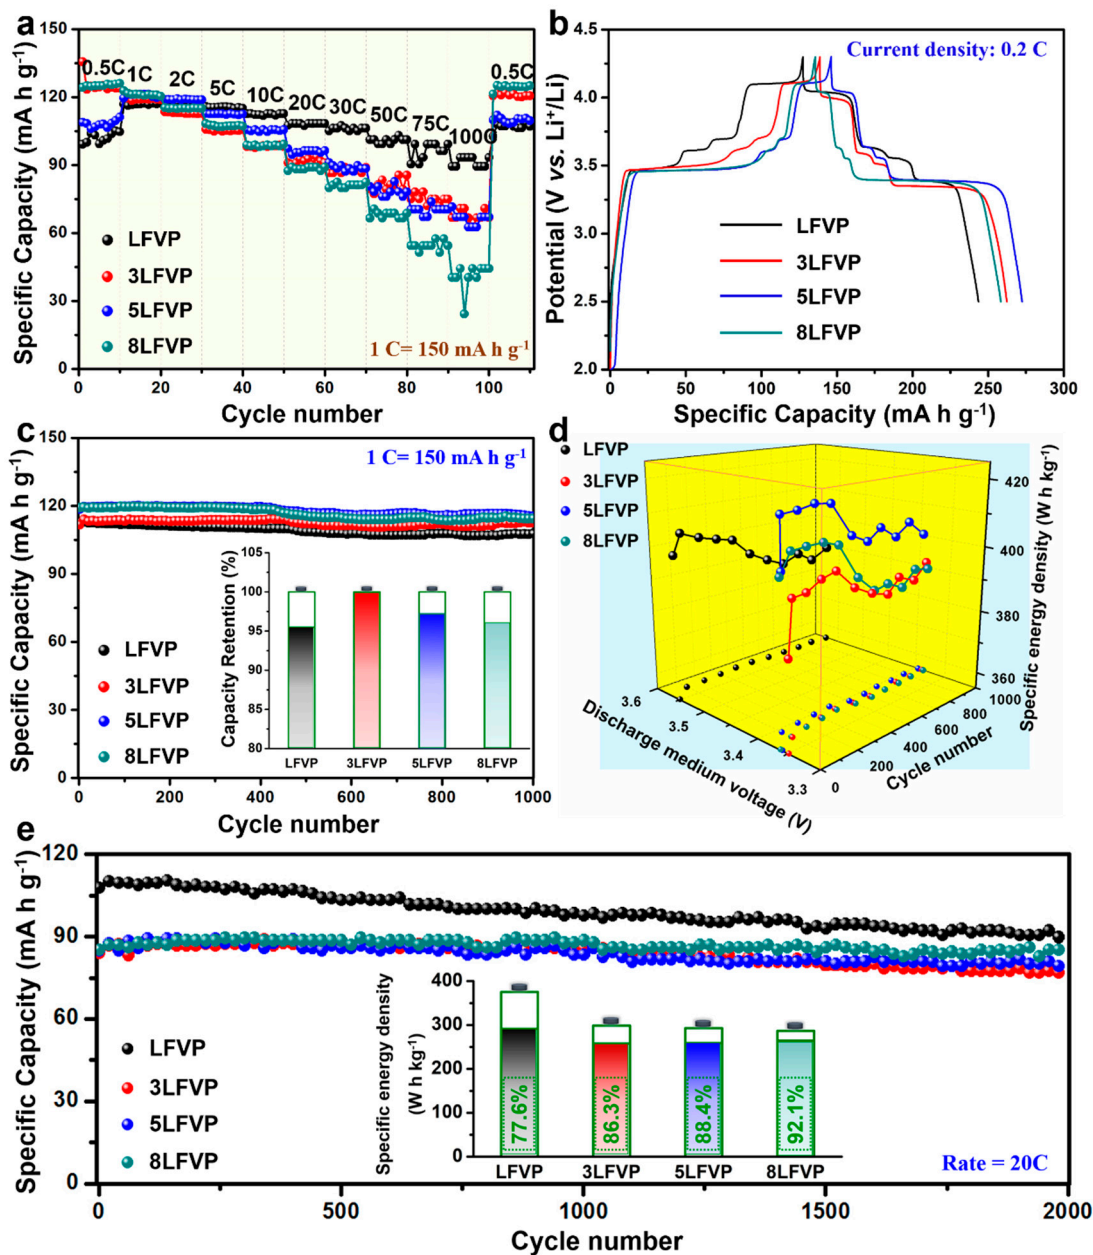 a
Specific Capacity (mA h g-1)
150
120
90
60
30
0
0.5C
1C
2C
5C
10C
20C
30C
50C
75C
100C
0.5C
LFVP
3LFVP
5LFVP
8LFVP
1 C= 150 mA h g-1
0 20 40 60 80 100
Cycle number
b
Potential (V vs. Li+/Li)
4.5
4.0
3.5
3.0
2.5
2.0
Current density: 0.2 C
LFVP
3LFVP
5LFVP
8LFVP
0 50 100 150 200 250 300
Specific Capacity (mA h g-1)
c
Specific Capacity (mA h g-1)
150
120
90
60
30
0
1 C= 150 mA h g-1
LFVP
3LFVP
5LFVP
8LFVP
Capacity Retention (%)
105
100
95
90
85
80
LFVP 3LFVP 5LFVP 8LFVP
0 200 400 600 800 1000
Cycle number
d
LFVP
3LFVP
5LFVP
8LFVP
Specific energy density (W h kg-1)
420
400
380
360
3.6
3.5
3.4
3.3
Discharge medium voltage (V)
0
200
400
600
800
1000
Cycle number
e
Specific Capacity (mA h g-1)
120
90
60
30
0
LFVP
3LFVP
5LFVP
8LFVP
Specific energy density
(W h kg-1)
400
300
200
100
0
77.6%
86.3%
88.4%
92.1%
LFVP 3LFVP 5LFVP 8LFVP
Rate = 20C
0 500 1000 1500 2000
Cycle number